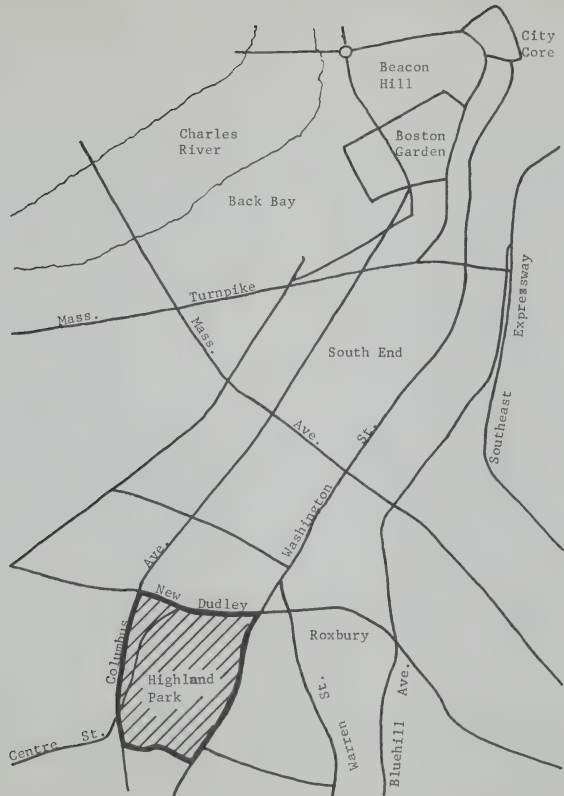 City
Core
Beacon
Hill
Charles
River
Boston
Garden
Back Bay
Mass. Turnpike
Southeast Expressway
South End
Mass. Ave.
Washington St.
Columbus Ave.
New Dudley
Roxbury
Highland
Park
Warren St.
Bluehill Ave.
Centre St.